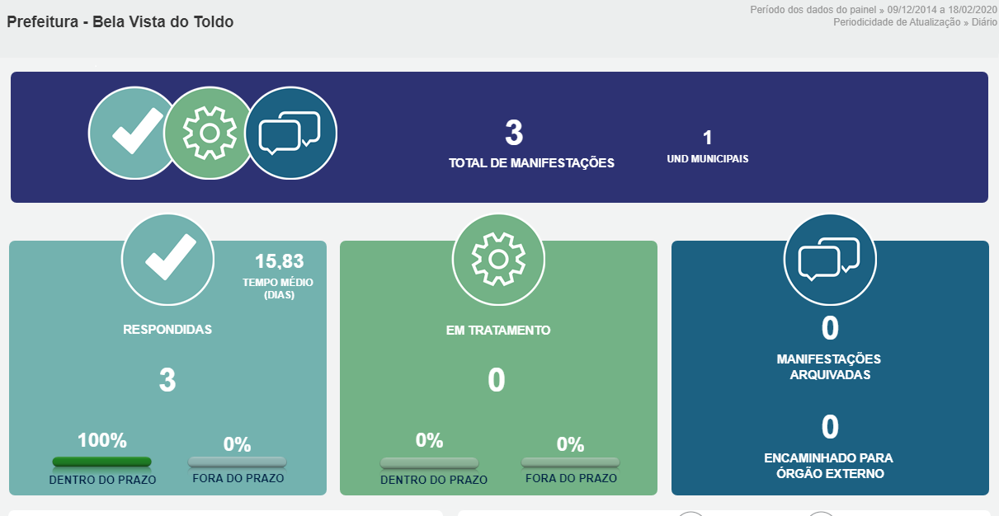 Prefeitura - Bela Vista do Toldo
Período dos dados do painel » 09/12/2014 a 18/02/2020
Periodicidade de Atualização » Diário
3
TOTAL DE MANIFESTAÇÕES
1
UND MUNICIPAIS
15,83
TEMPO MÉDIO
(DIAS)
RESPONDIDAS
3
100%
DENTRO DO PRAZO
0%
FORA DO PRAZO
EM TRATAMENTO
0
0%
DENTRO DO PRAZO
0%
FORA DO PRAZO
0
MANIFESTAÇÕES
ARQUIVADAS
0
ENCAMINHADO PARA
ÓRGÃO EXTERNO